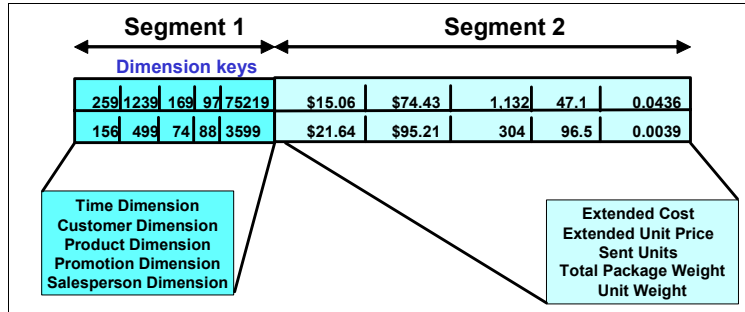 Segment 1 Segment 2
Dimension keys
259 1239 169 97 75219 $15.06 $74.43 1,132 47.1 0.0436
156 499 74 88 3599 $21.64 $95.21 304 96.5 0.0039
Time Dimension
Customer Dimension
Product Dimension
Promotion Dimension
Salesperson Dimension
Extended Cost
Extended Unit Price
Sent Units
Total Package Weight
Unit Weight